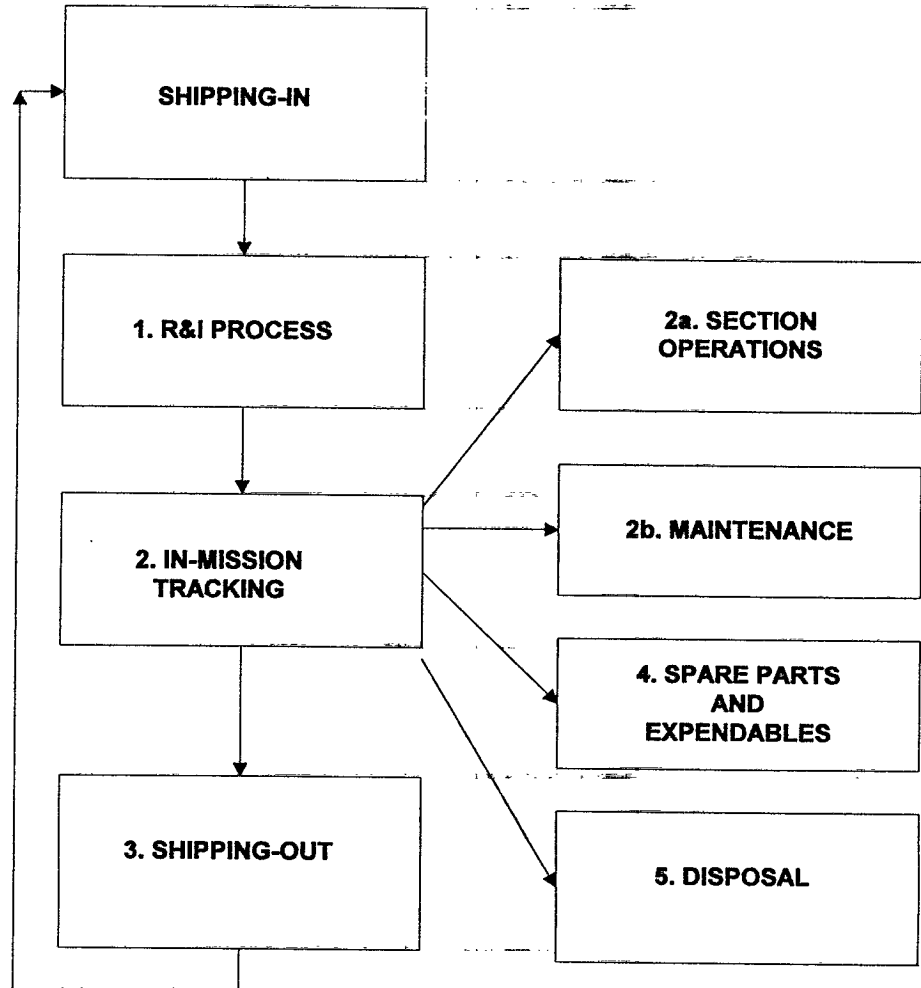 SHIPPING-IN
1. R&I PROCESS
2a. SECTION
OPERATIONS
2. IN-MISSION
TRACKING
2b. MAINTENANCE
4. SPARE PARTS
AND
EXPENDABLES
3. SHIPPING-OUT
5. DISPOSAL